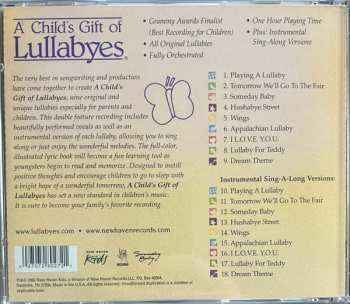 A Child's Gift of
Lullabyes
• Grammy Awards Finalist
(Best Recording for Children)
• All Original Lullabies
• Fully Orchestrated
• One Hour Playing Time
• Plus: Instrumental
Sing-Along Versions
The very best in songwriting and production
have come together to create A Child's
Gift of Lullabyes, nine original and
unique lullabies especially for parents and
children. This double feature recording includes
beautifully performed vocals as well as an
instrumental version of each lullaby, allowing you to sing
along or just enjoy the wonderful melodies. The full-color,
illustrated lyric book will become a fun learning tool as
youngsters begin to read and memorize. Designed to instill
positive thoughts and encourage children to go to sleep with
a bright hope of a wonderful tomorrow, A Child's Gift of
Lullabyes has set a new standard in children's music.
It is sure to become your family's favorite recording.
1. Playing A Lullaby
2. Tomorrow We'll Go To The Fair
3. Someday Baby
4. Hushabye Street
5. Wings
6. Appalachian Lullaby
7. I L.O.V.E. Y.O.U.
8. Lullaby For Teddy
9. Dream Theme
Instrumental Sing-A-Long Versions:
10. Playing A Lullaby
11. Tomorrow We'll Go To The Fair
12. Someday Baby
13. Hushabye Street
14. Wings
15. Appalachian Lullaby
16. I L.O.V.E. Y.O.U.
17. Lullaby For Teddy
18. Dream Theme
www.lullabyes.com • www.newhavenrecords.com
NEW HAVEN
Kids
Someday Baby